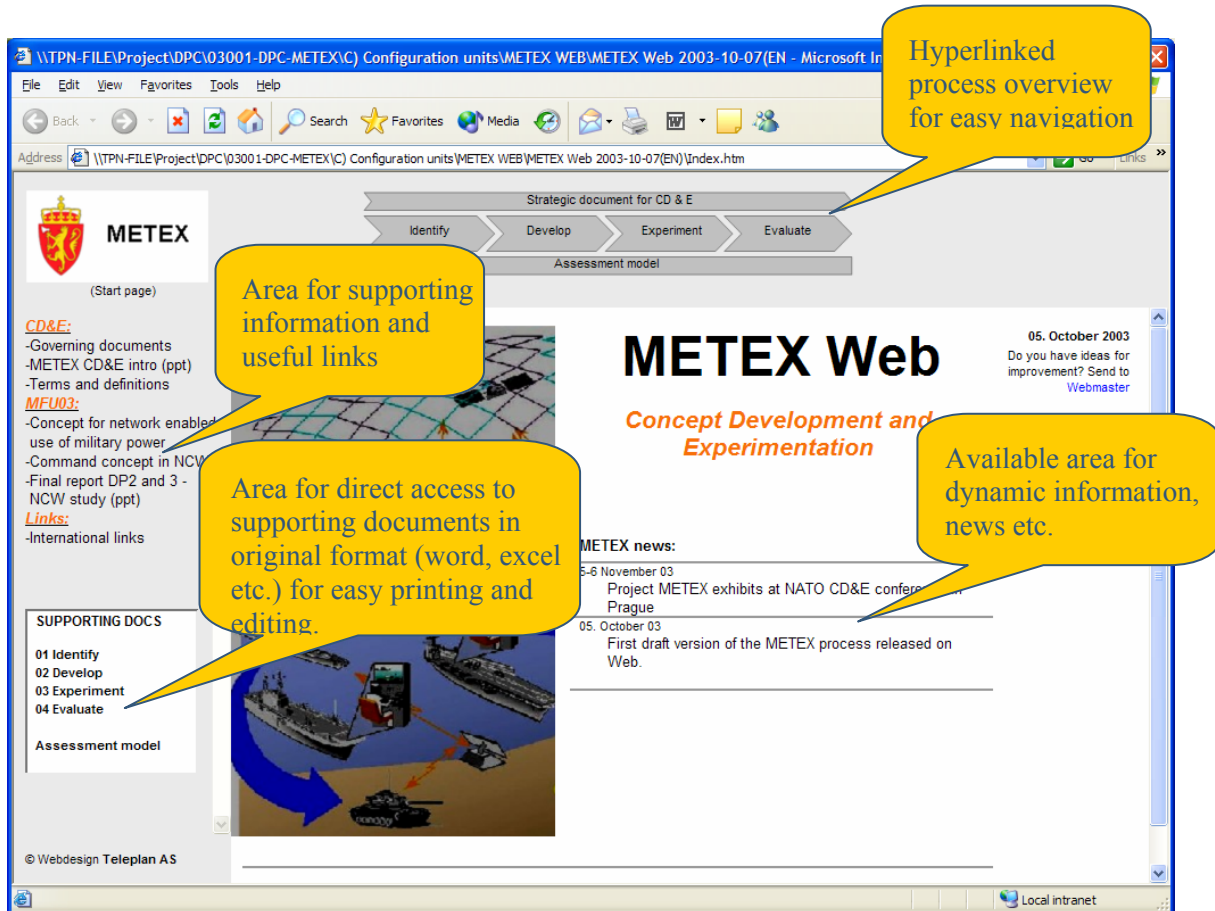 \\TPN-FILE\Project\DPC\03001-DPC-METEX\C) Configuration units\METEX WEB\METEX Web 2003-10-07(EN - Microsoft In
File Edit View Favorites Tools Help
Back Search Favorites Media
Address \\TPN-FILE\Project\DPC\03001-DPC-METEX\C) Configuration units\METEX WEB\METEX Web 2003-10-07(EN)\Index.htm Go Links »
Hyperlinked
process overview
for easy navigation
METEX
(Start page)
Strategic document for CD & E
Identify Develop Experiment Evaluate
Assessment model
Area for supporting
information and
useful links
CD&E:
-Governing documents
-METEX CD&E intro (ppt)
-Terms and definitions
MFU03:
-Concept for network enabled
use of military power
-Command concept in NCW
-Final report DP2 and 3 -
NCW study (ppt)
Links:
-International links
METEX Web
Concept Development and
Experimentation
05. October 2003
Do you have ideas for
improvement? Send to
Webmaster
Area for direct access to
supporting documents in
original format (word, excel
etc.) for easy printing and
editing.
Available area for
dynamic information,
news etc.
METEX news:
5-6 November 03
Project METEX exhibits at NATO CD&E
Prague
05. October 03
First draft version of the METEX process released on
Web.
SUPPORTING DOCS
01 Identify
02 Develop
03 Experiment
04 Evaluate
Assessment model
© Webdesign Teleplan AS
Local intranet